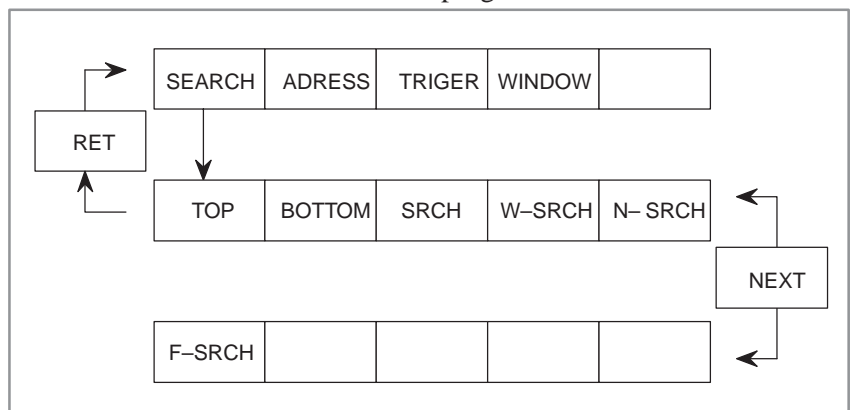 SEARCH ADRESS TRIGER WINDOW
RET
TOP BOTTOM SRCH W–SRCH N– SRCH
NEXT
F–SRCH